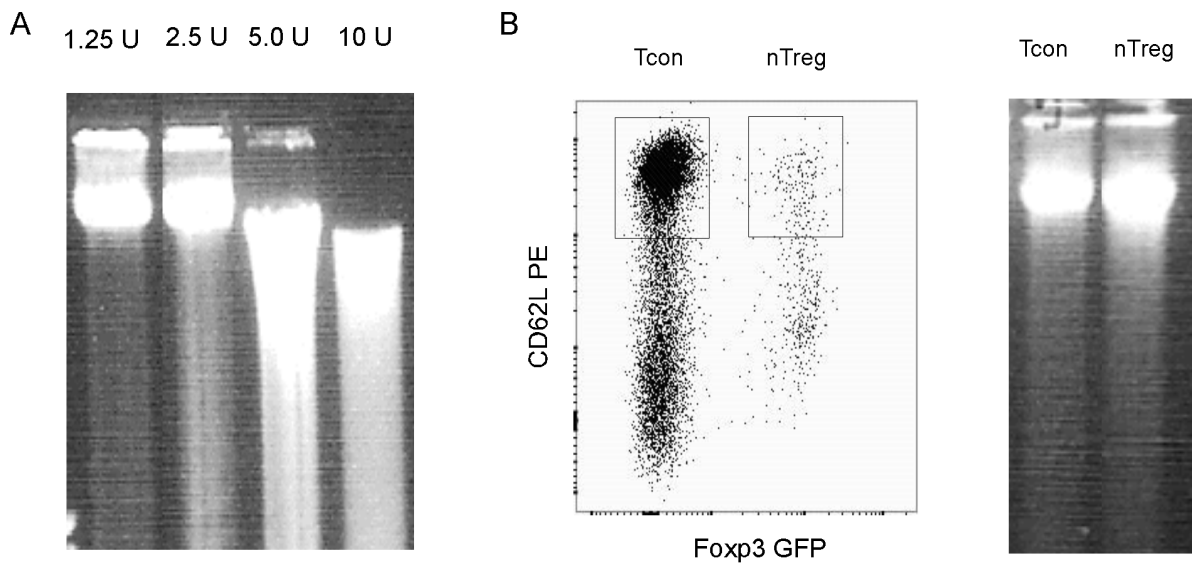 A
1.25 U 2.5 U 5.0 U 10 U
B
Tcon nTreg
CD62L PE
Foxp3 GFP
Tcon nTreg